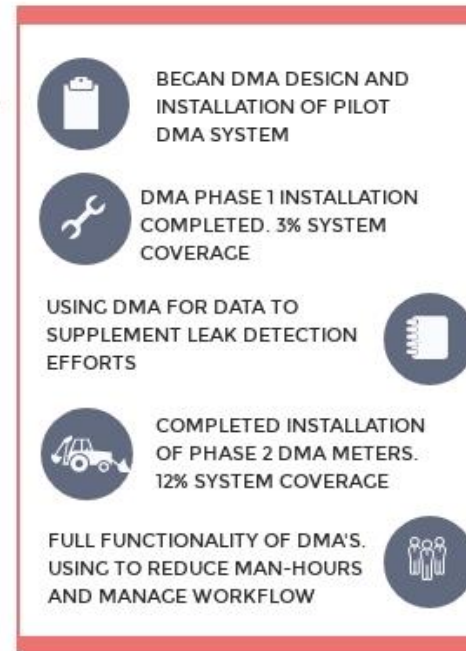 BEGAN DMA DESIGN AND
INSTALLATION OF PILOT
DMA SYSTEM
DMA PHASE 1 INSTALLATION
COMPLETED. 3% SYSTEM
COVERAGE
USING DMA FOR DATA TO
SUPPLEMENT LEAK DETECTION
EFFORTS
COMPLETED INSTALLATION
OF PHASE 2 DMA METERS.
12% SYSTEM COVERAGE
FULL FUNCTIONALITY OF DMA'S.
USING TO REDUCE MAN-HOURS
AND MANAGE WORKFLOW